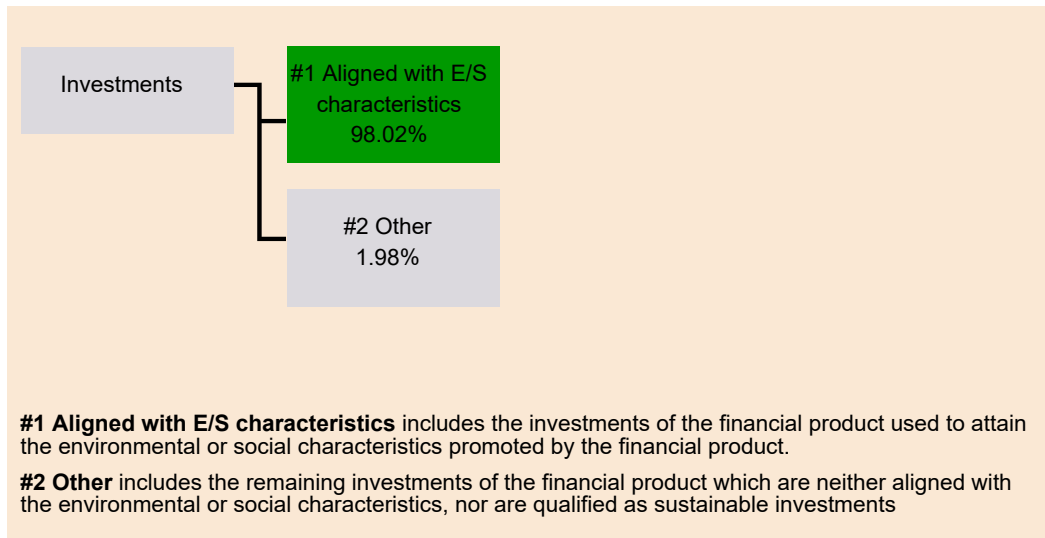 Investments
#1 Aligned with E/S
characteristics
98.02%
#2 Other
1.98%
#1 Aligned with E/S characteristics includes the investments of the financial product used to attain
the environmental or social characteristics promoted by the financial product.
#2 Other includes the remaining investments of the financial product which are neither aligned with
the environmental or social characteristics, nor are qualified as sustainable investments